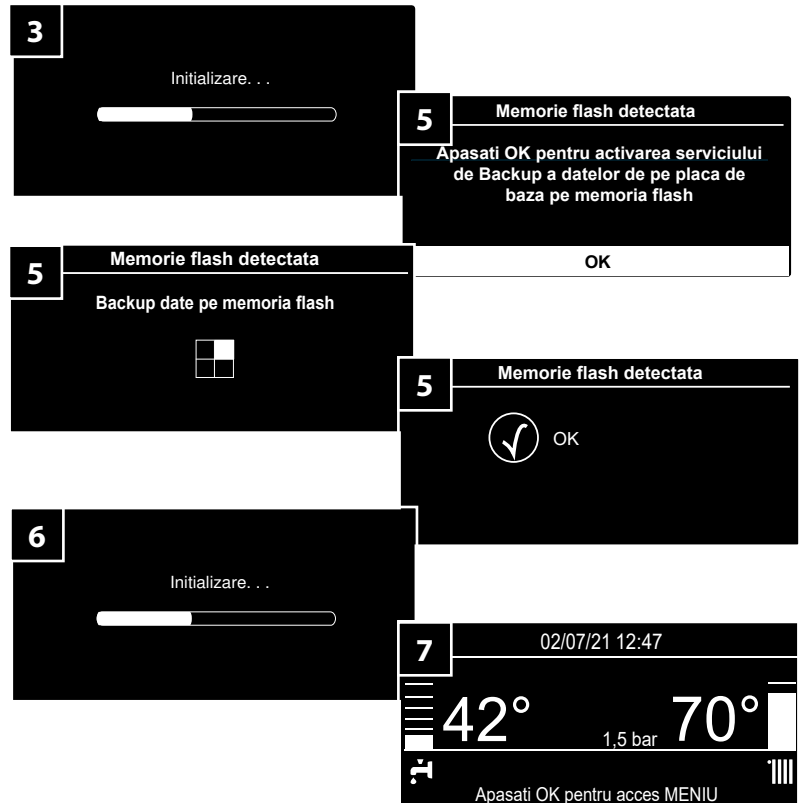 3
Initializare. . .
5
Memorie flash detectata
Apasati OK pentru activarea serviciului
de Backup a datelor de pe placa de
baza pe memoria flash
OK
5
Memorie flash detectata
Backup date pe memoria flash
5
Memorie flash detectata
OK
6
Initializare. . .
7
02/07/21 12:47
42° 1,5 bar 70°
Apasati OK pentru acces MENIU